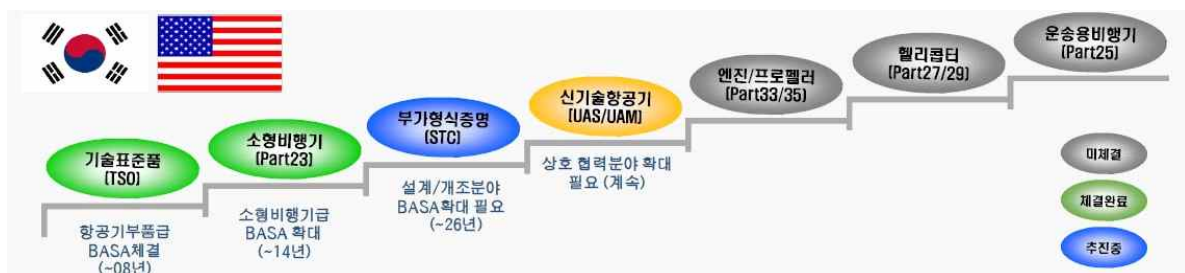 기술표준품
(TSO)
항공기부품급
BASA체결
(~08년)
소형비행기
(Part23)
소형비행기급
BASA 확대
(~14년)
부가형식증명
(STC)
설계/개조분야
BASA확대 필요
(~26년)
신기술항공기
(UAS/UAM)
상호 협력분야 확대
필요 (계속)
엔진/프로펠러
(Part33/35)
헬리콥터
(Part27/29)
운송용비행기
(Part25)
미체결
체결완료
추진중